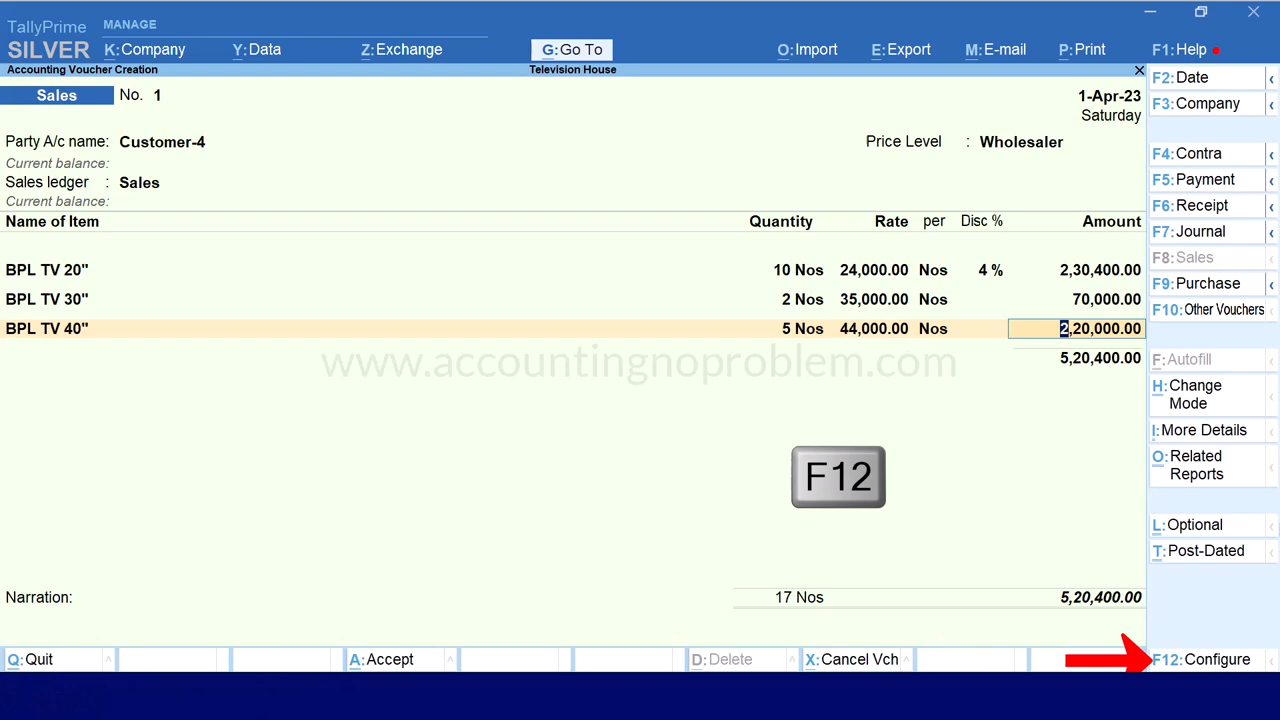 TallyPrime MANAGE
SILVER K:Company Y:Data Z:Exchange G:Go To O:Import E:Export M:E-mail P:Print F1:Help
Accounting Voucher Creation Television House
Sales No. 1 1-Apr-23
Saturday
Party A/c name: Customer-4 Price Level : Wholesaler
Current balance:
Sales ledger : Sales
Current balance:
Name of Item Quantity Rate per Disc % Amount
BPL TV 20" 10 Nos 24,000.00 Nos 4 % 2,30,400.00
BPL TV 30" 2 Nos 35,000.00 Nos 70,000.00
BPL TV 40" 5 Nos 44,000.00 Nos 2,20,000.00
5,20,400.00
www.accountingnoproblem.com
F12
Narration: 17 Nos 5,20,400.00
F2:Date
F3:Company
F4:Contra
F5:Payment
F6:Receipt
F7:Journal
F8:Sales
F9:Purchase
F10:Other Vouchers
F:Autofill
H:Change
Mode
I:More Details
O:Related
Reports
L:Optional
T:Post-Dated
Q:Quit A:Accept D:Delete X:Cancel Vch F12:Configure